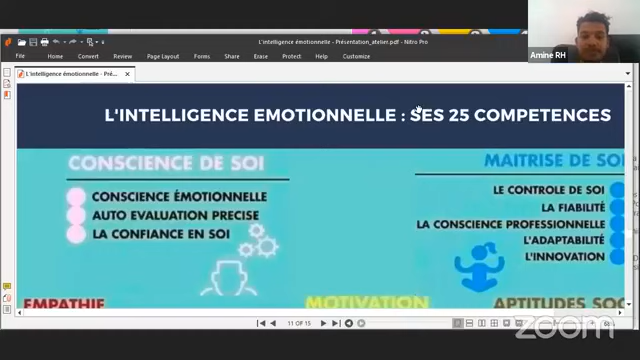 L'intelligence émotionnelle - Présentation_atelier.pdf - Nitro Pro
File Home Review Page Layout Forms Share Erase Protect Help Customize
Amine RH
L'intelligence émotionnelle - Pré...
L'INTELLIGENCE EMOTIONNELLE : SES 25 COMPETENCES
CONSCIENCE DE SOI
CONSCIENCE ÉMOTIONNELLE
AUTO EVALUATION PRECISE
LA CONFIANCE EN SOI
MAITRISE DE SOI
LE CONTROLE DE SOI
LA FIABILITÉ
LA CONSCIENCE PROFESSIONNELLE
L'ADAPTABILITÉ
L'INNOVATION
EMPATHIE
MOTIVATION
APTITUDES SOC
11 OF 15
zoom